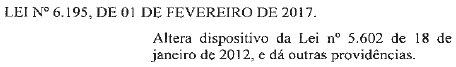 LEI Nº 6.195, DE 01 DE FEVEREIRO DE 2017.
Altera dispositivo da Lei nº 5.602 de 18 de
janeiro de 2012, e dá outras providências.